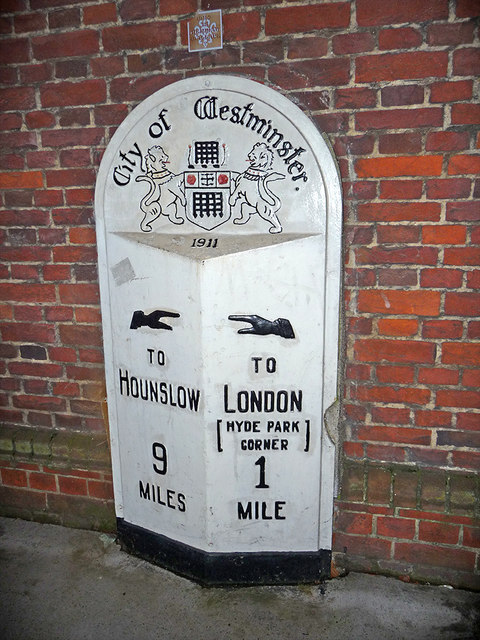 City of Westminster.
1911
TO
HOUNSLOW
9
MILES
TO
LONDON
[HYDE PARK
CORNER]
1
MILE